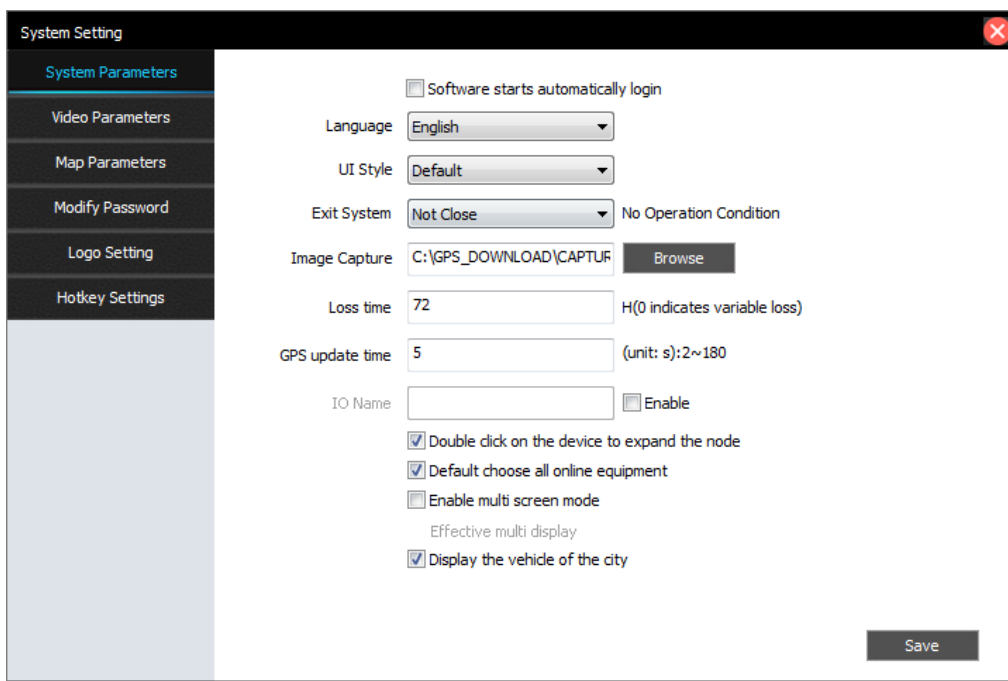 System Setting
System Parameters
Video Parameters
Map Parameters
Modify Password
Logo Setting
Hotkey Settings
Software starts automatically login
Language English
UI Style Default
Exit System Not Close No Operation Condition
Image Capture C:\GPS_DOWNLOAD\CAPTUR Browse
Loss time 72 H(0 indicates variable loss)
GPS update time 5 (unit: s):2~180
IO Name Enable
Double click on the device to expand the node
Default choose all online equipment
Enable multi screen mode
Effective multi display
Display the vehicle of the city
Save